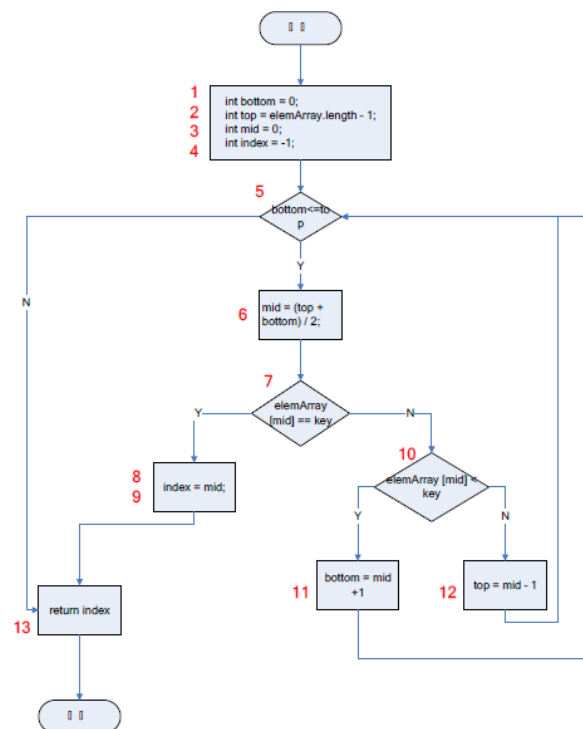 1
int bottom = 0;
2
int top = elemArray.length - 1;
3
int mid = 0;
4
int index = -1;
5
bottom<=to
p
N
Y
6
mid = (top +
bottom) / 2;
7
elemArray
[mid] == key
Y
N
8
9
index = mid;
10
elemArray [mid] <
key
Y
N
11
bottom = mid
+1
12
top = mid - 1
13
return index